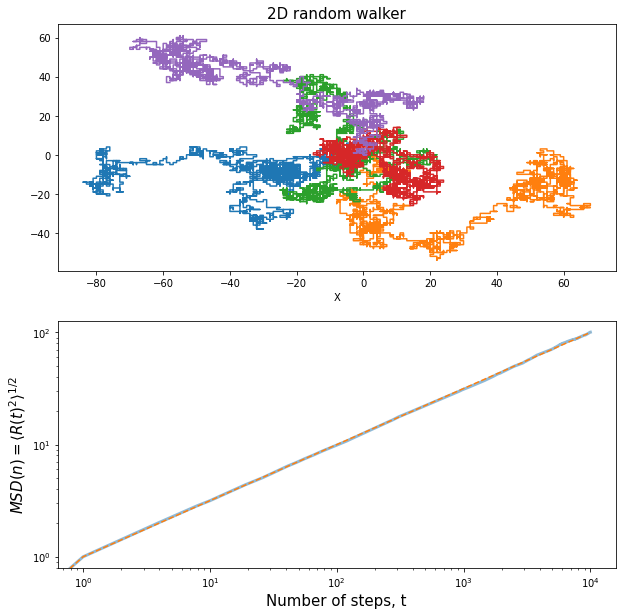 2D random walker
60
40
20
0
−20
−40
−80 −60 −40 −20 0 20 40 60
X
10²
10¹
10⁰
MSD(n) = ⟨R(t)²⟩^{1/2}
10⁰ 10¹ 10² 10³ 10⁴
Number of steps, t